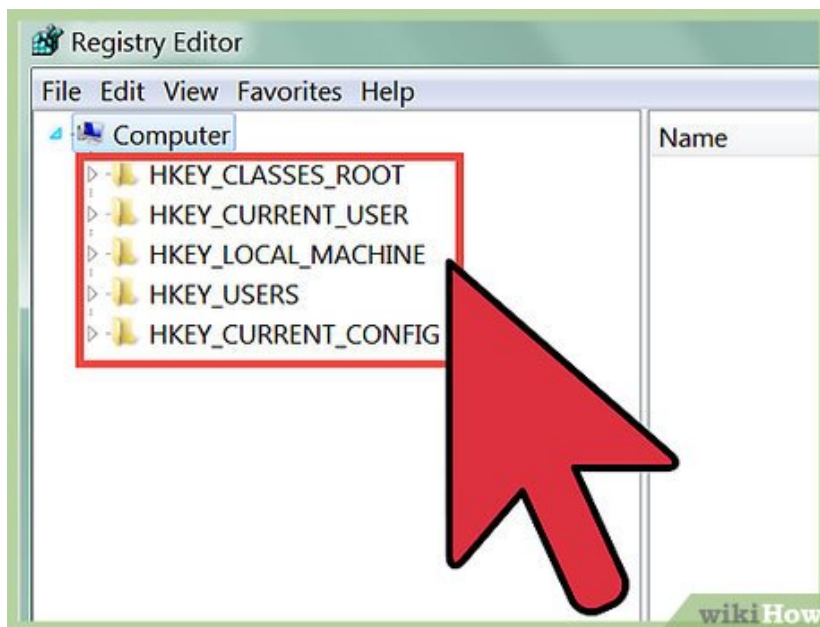 Registry Editor
File Edit View Favorites Help
Computer
Name
HKEY_CLASSES_ROOT
HKEY_CURRENT_USER
HKEY_LOCAL_MACHINE
HKEY_USERS
HKEY_CURRENT_CONFIG
wikiHow